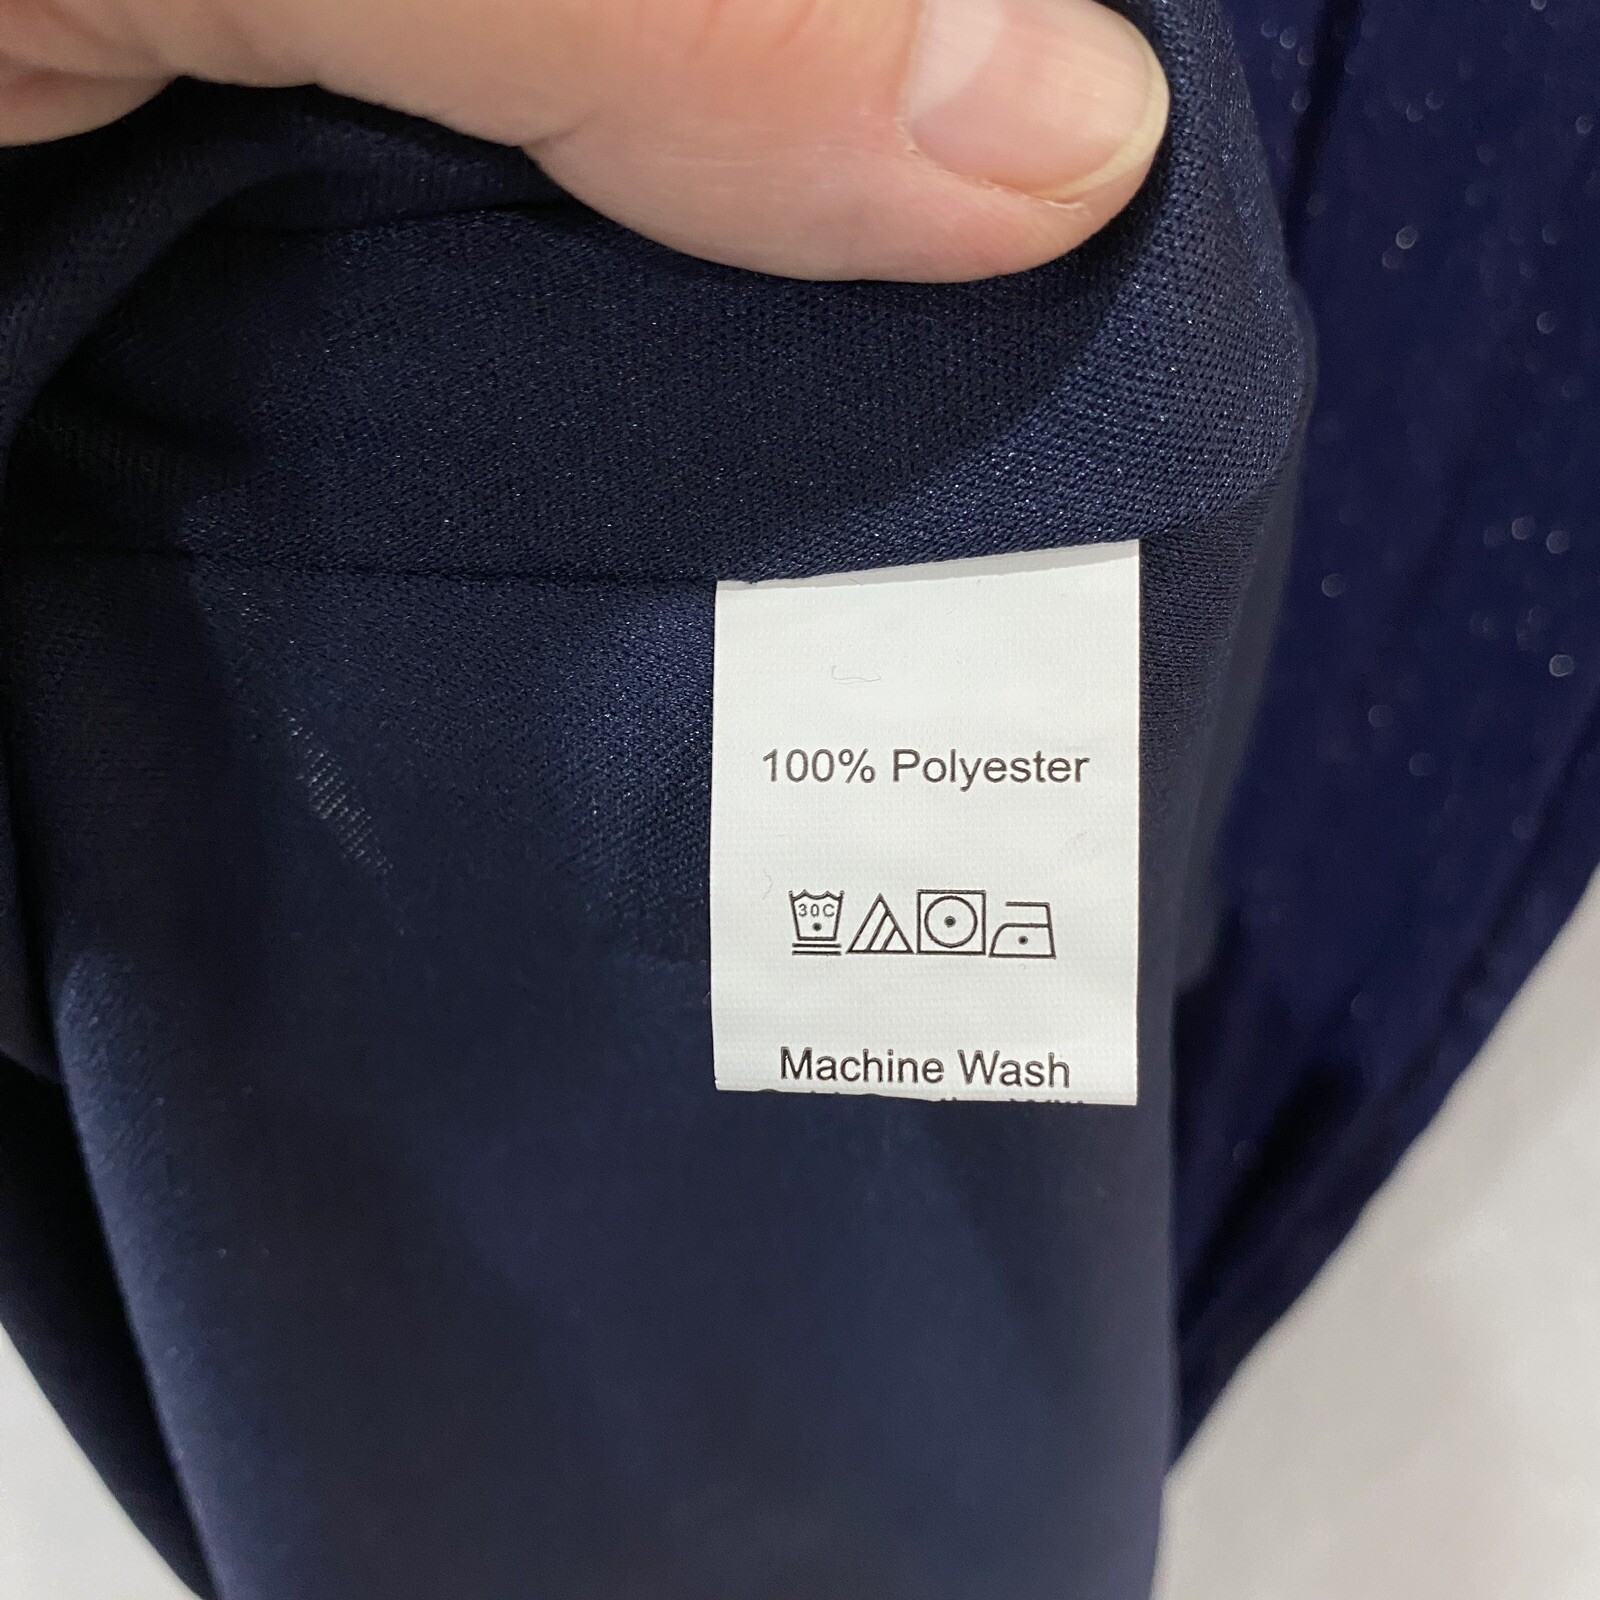 100% Polyester
30C
Machine Wash